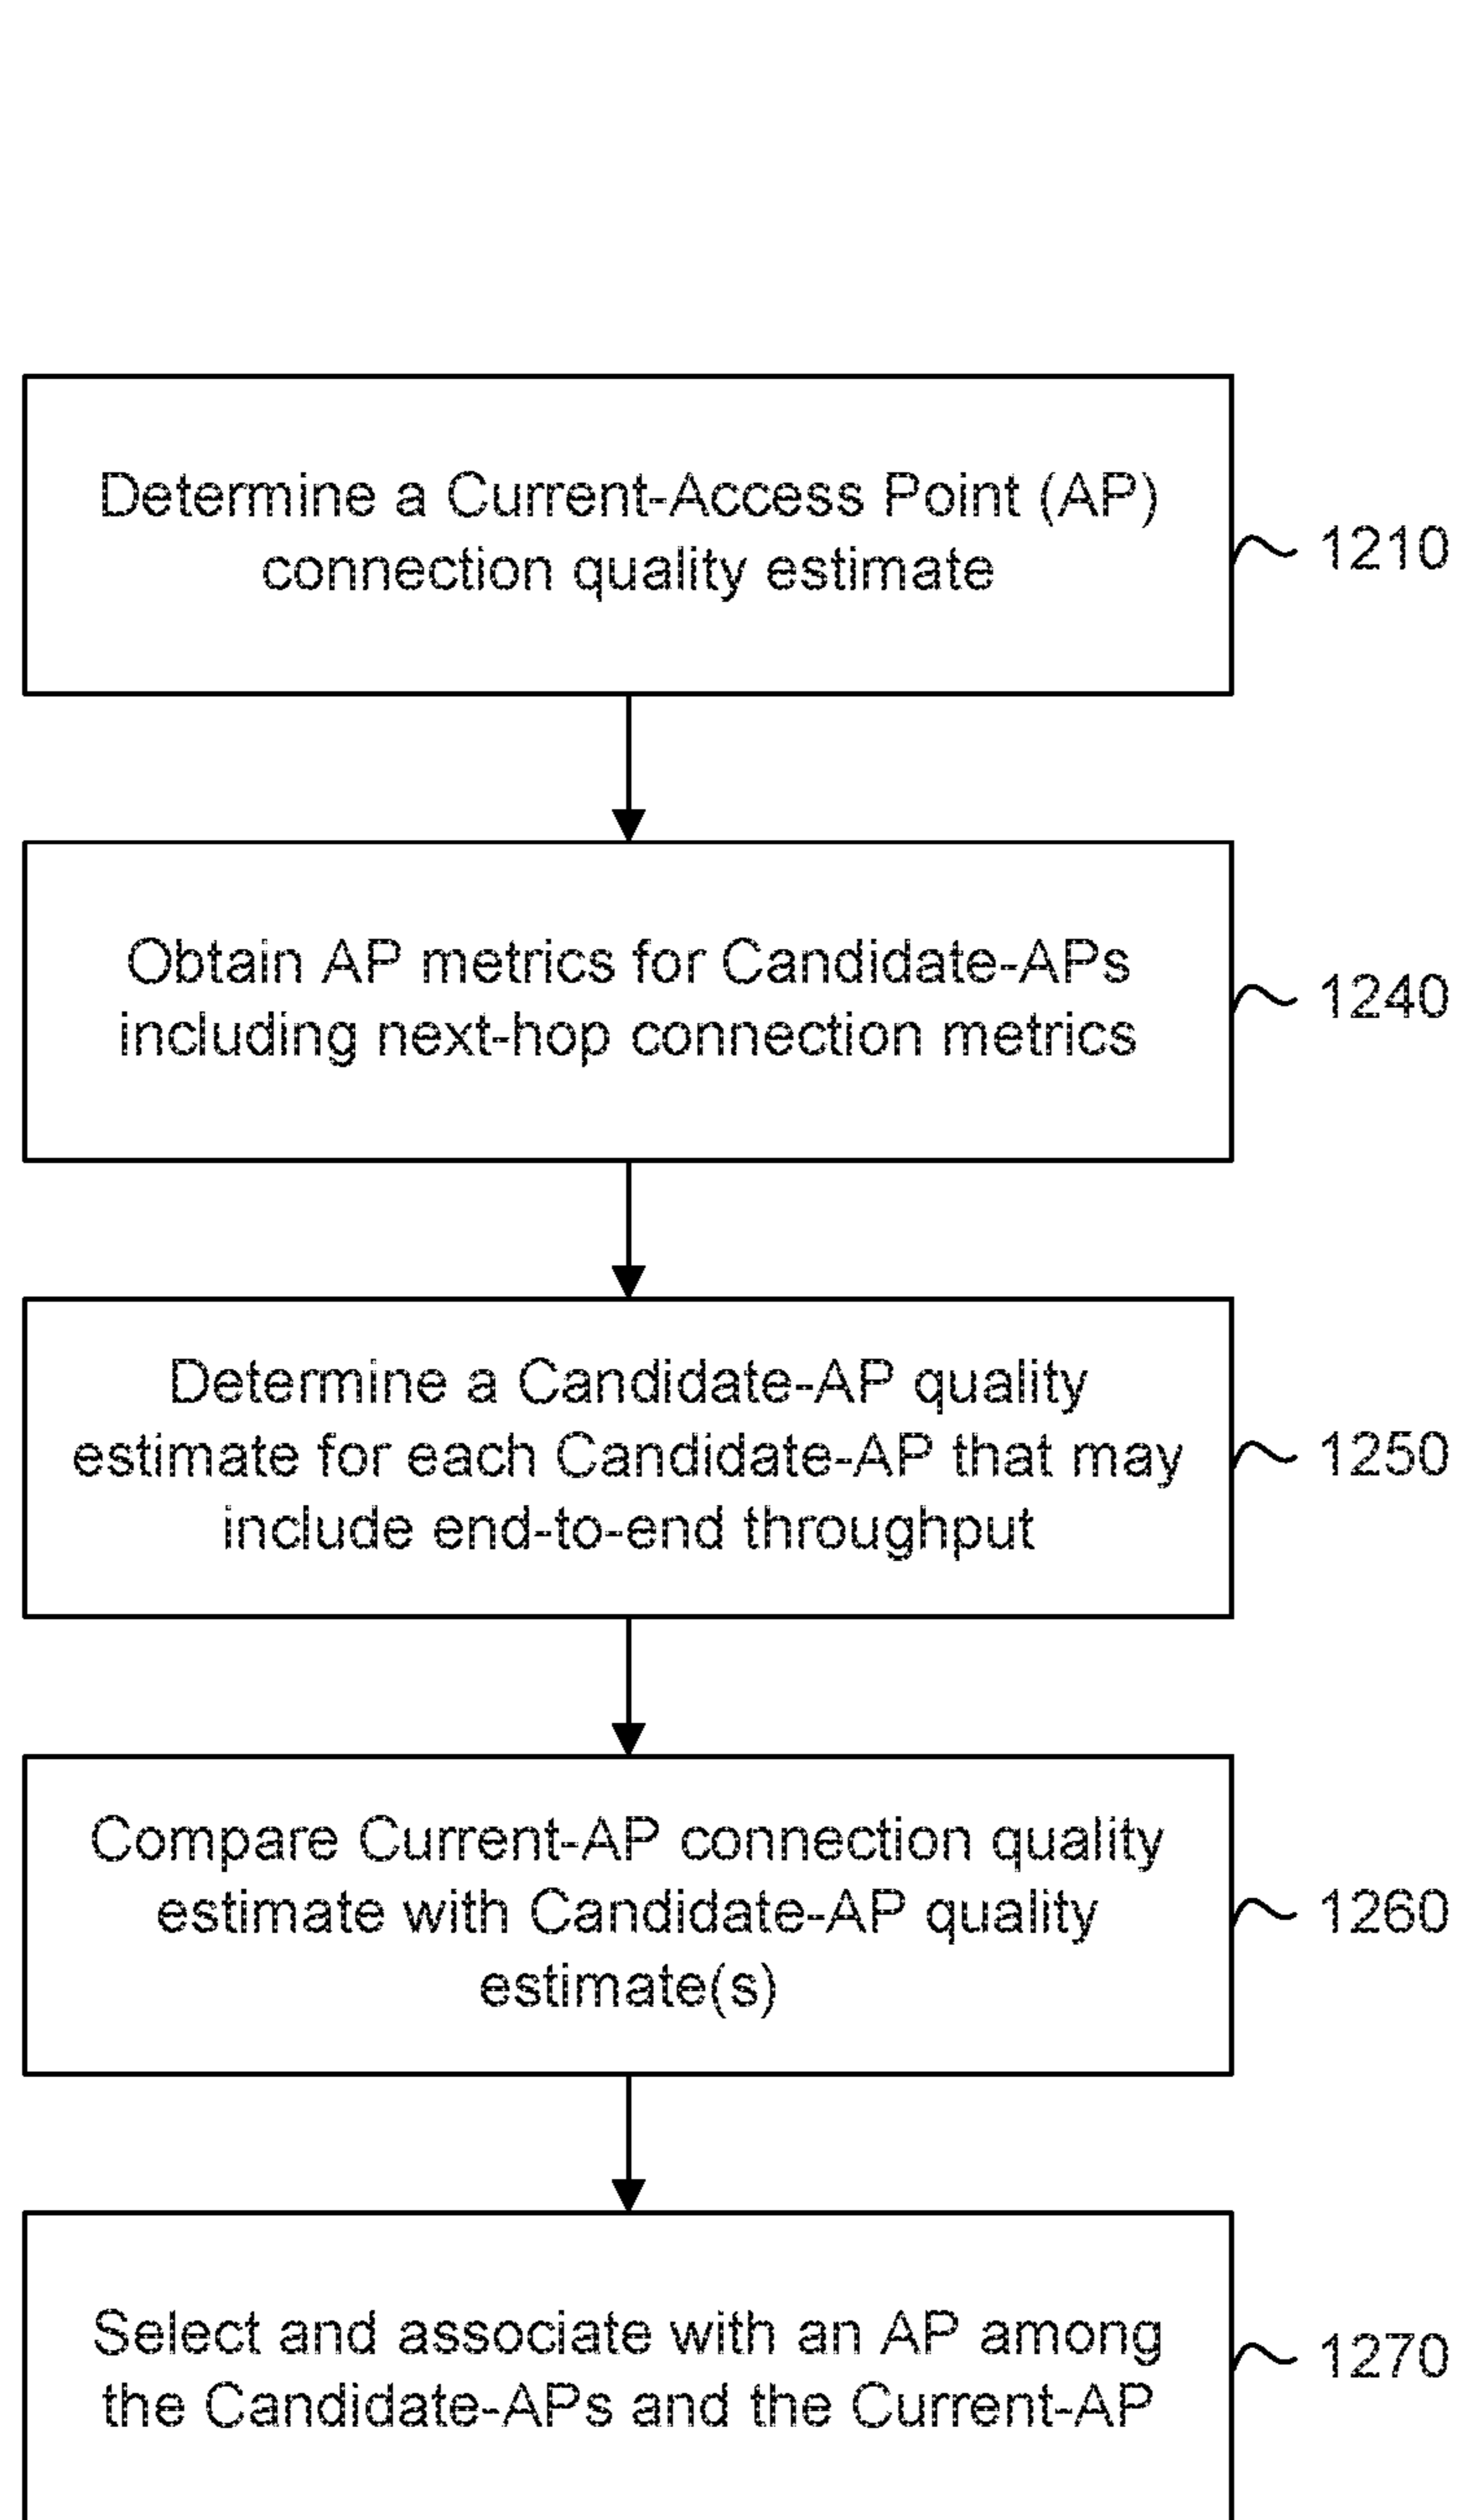 Determine a Current-Access Point (AP)
connection quality estimate
1210
Obtain AP metrics for Candidate-APs
including next-hop connection metrics
1240
Determine a Candidate-AP quality
estimate for each Candidate-AP that may
include end-to-end throughput
1250
Compare Current-AP connection quality
estimate with Candidate-AP quality
estimate(s)
1260
Select and associate with an AP among
the Candidate-APs and the Current-AP
1270